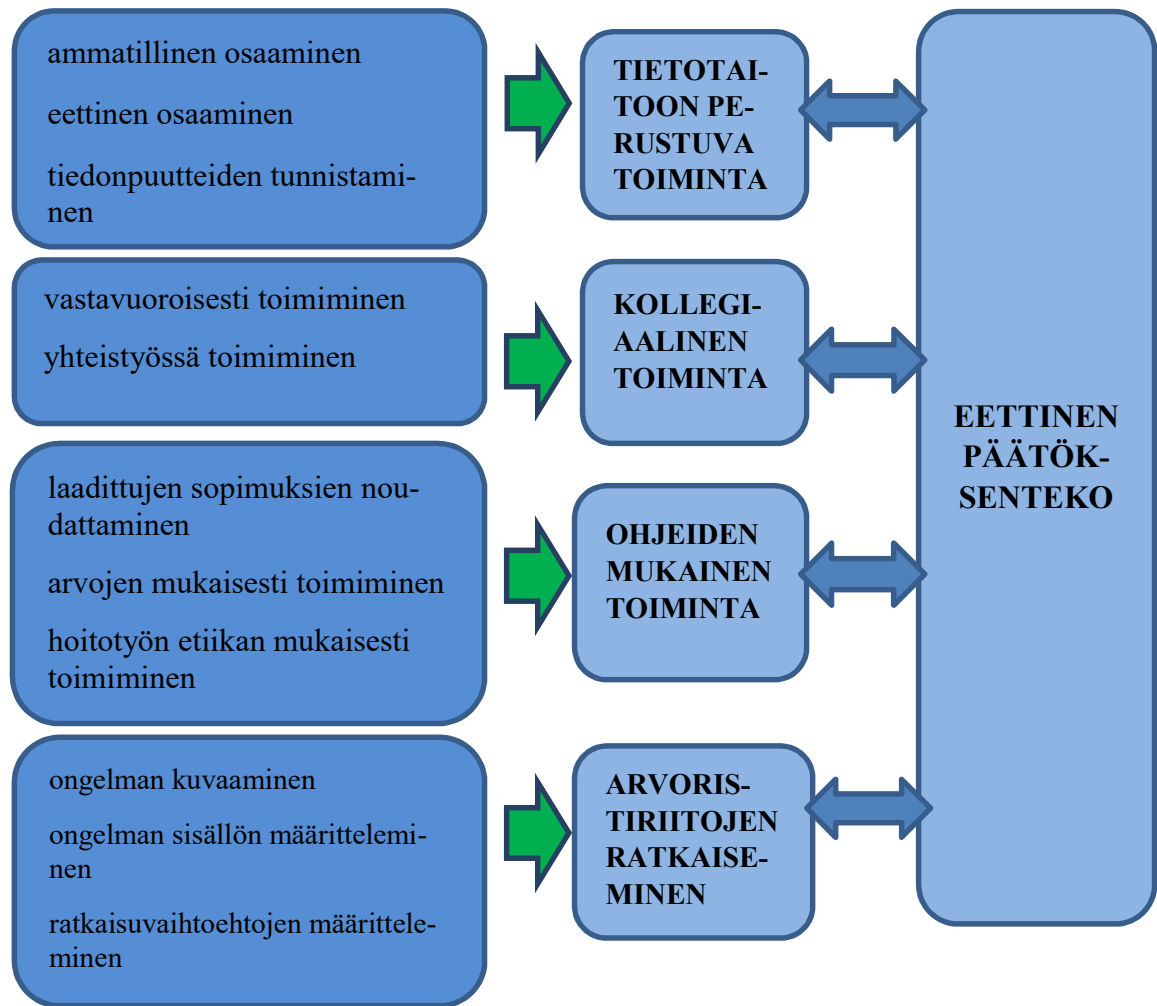 ammatillinen osaaminen
eettinen osaaminen
tiedonpuutteiden tunnistami-
nen
TIETOTAI-
TOON PE-
RUSTUVA
TOIMINTA
vastavuoroisesti toimiminen
yhteistyössä toimiminen
KOLLEGI-
AALINEN
TOIMINTA
laadittujen sopimuksien nou-
dattaminen
arvojen mukaisesti toimiminen
hoitotyön etiikan mukaisesti
toimiminen
OHJEIDEN
MUKAINEN
TOIMINTA
ongelman kuvaaminen
ongelman sisällön määrittelemi-
nen
ratkaisuvaihtoehtojen määrittele-
minen
ARVORIS-
TIRIITOJEN
RATKAISE-
MINEN
EETTINEN
PÄÄTÖK-
SENTEKO